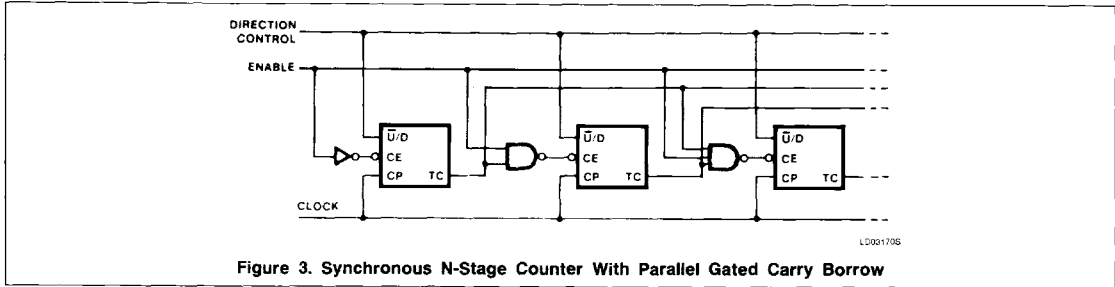 DIRECTION
CONTROL
ENABLE
U̅/D U̅/D U̅/D
CE CE CE
CP TC CP TC CP TC
CLOCK
LD03170S
Figure 3. Synchronous N-Stage Counter With Parallel Gated Carry Borrow